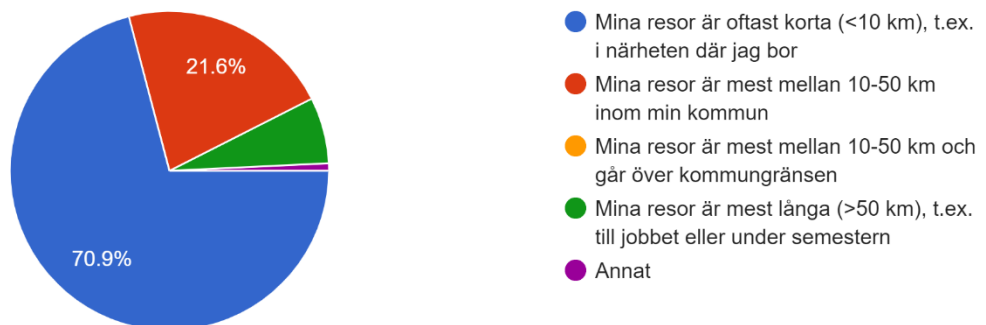 21.6%
70.9%
Mina resor är oftast korta (<10 km), t.ex.
i närheten där jag bor
Mina resor är mest mellan 10-50 km
inom min kommun
Mina resor är mest mellan 10-50 km och
går över kommungränsen
Mina resor är mest långa (>50 km), t.ex.
till jobbet eller under semestern
Annat